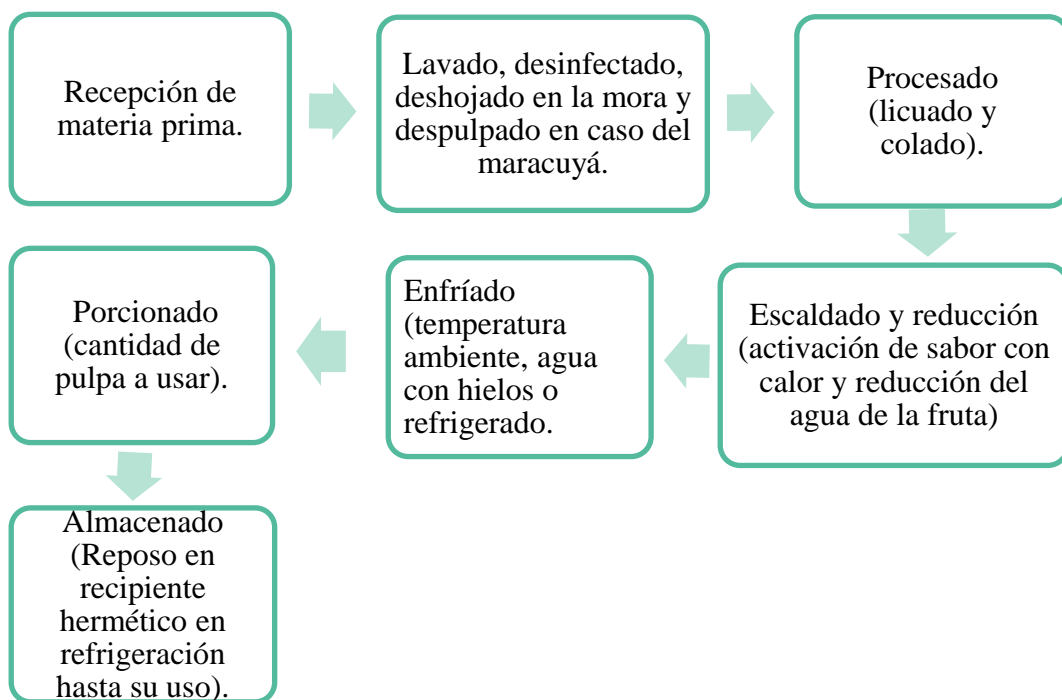 Recepción de
materia prima.
Lavado, desinfectado,
deshojado en la mora y
despulpado en caso del
maracuyá.
Procesado
(licuado y
colado).
Escaldado y reducción
(activación de sabor con
calor y reducción del
agua de la fruta)
Enfríado
(temperatura
ambiente, agua
con hielos o
refrigerado.
Porcionado
(cantidad de
pulpa a usar).
Almacenado
(Reposo en
recipiente
hermético en
refrigeración
hasta su uso).